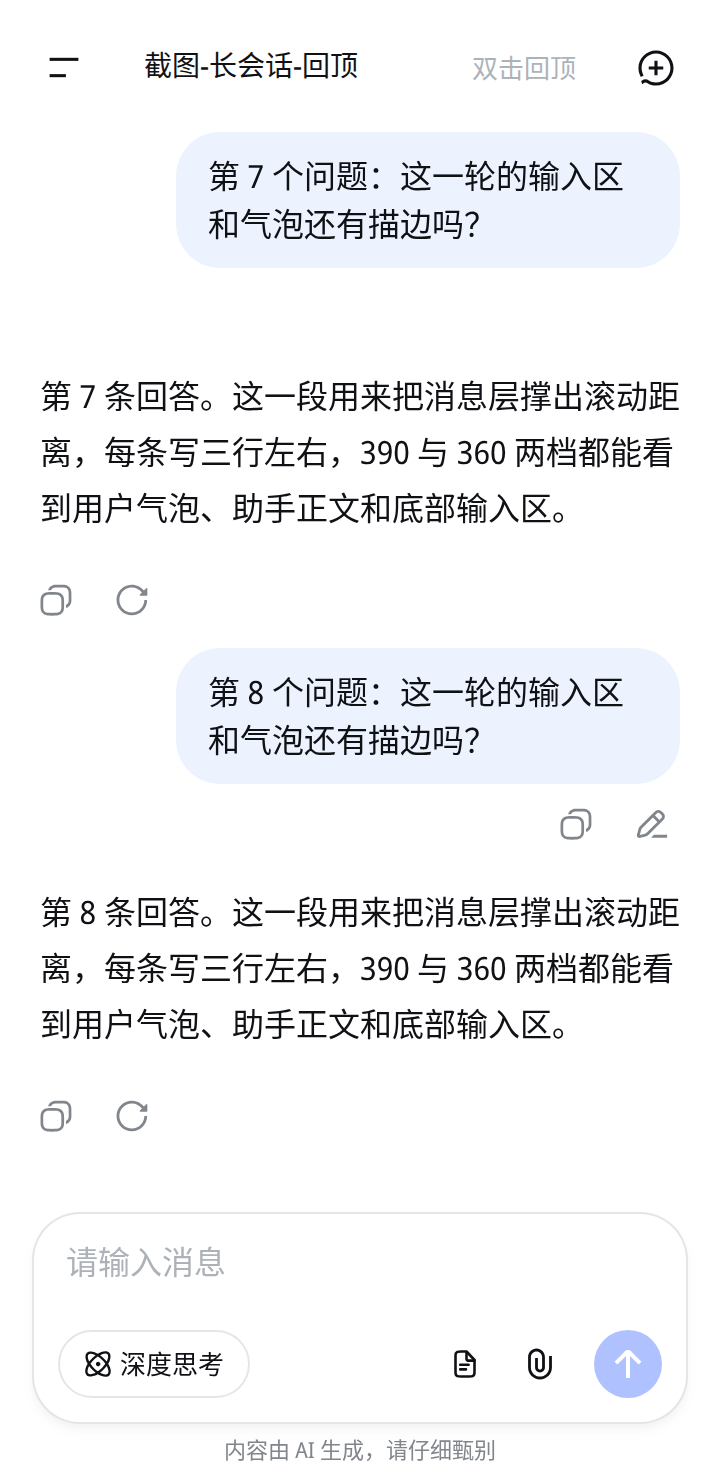 截图-长会话-回顶
双击回顶
第 7 个问题：这一轮的输入区
和气泡还有描边吗？
第 7 条回答。这一段用来把消息层撑出滚动距
离，每条写三行左右，390 与 360 两档都能看
到用户气泡、助手正文和底部输入区。
第 8 个问题：这一轮的输入区
和气泡还有描边吗？
第 8 条回答。这一段用来把消息层撑出滚动距
离，每条写三行左右，390 与 360 两档都能看
到用户气泡、助手正文和底部输入区。
请输入消息
深度思考
内容由 AI 生成，请仔细甄别